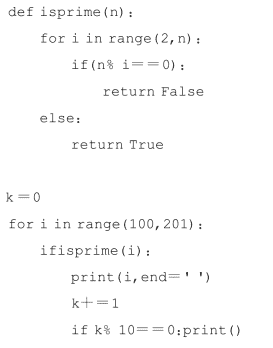 def isprime(n):
    for i in range(2,n):
        if(n% i==0):
            return False
    else:
        return True

k=0
for i in range(100,201):
    ifisprime(i):
        print(i,end=' ')
        k+=1
        if k% 10==0:print()